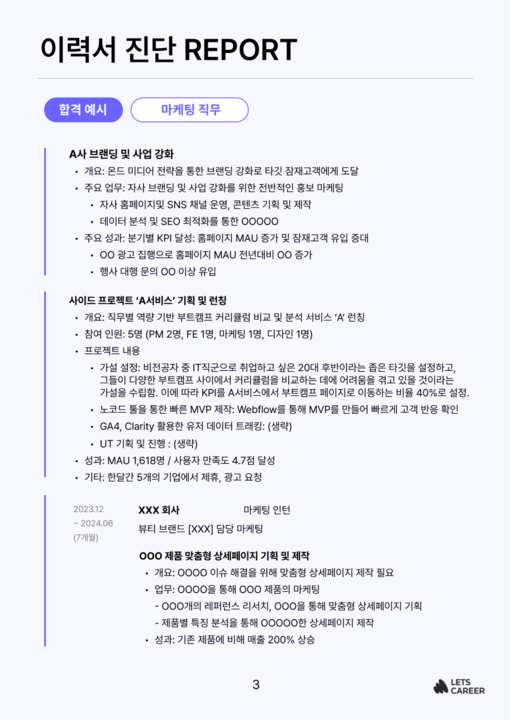 이력서 진단 REPORT
합격 예시
마케팅 직무
A사 브랜딩 및 사업 강화
• 개요: 온드 미디어 전략을 통한 브랜딩 강화로 타깃 잠재고객에게 도달
• 주요 업무: 자사 브랜딩 및 사업 강화를 위한 전반적인 홍보 마케팅
• 자사 홈페이지및 SNS 채널 운영, 콘텐츠 기획 및 제작
• 데이터 분석 및 SEO 최적화를 통한 OOOOO
• 주요 성과: 분기별 KPI 달성: 홈페이지 MAU 증가 및 잠재고객 유입 증대
• OO 광고 집행으로 홈페이지 MAU 전년대비 OO 증가
• 행사 대행 문의 OO 이상 유입
사이드 프로젝트 ‘A서비스’ 기획 및 런칭
• 개요: 직무별 역량 기반 부트캠프 커리큘럼 비교 및 분석 서비스 ‘A’ 런칭
• 참여 인원: 5명 (PM 2명, FE 1명, 마케팅 1명, 디자인 1명)
• 프로젝트 내용
• 가설 설정: 비전공자 중 IT직군으로 취업하고 싶은 20대 후반이라는 좁은 타깃을 설정하고,
그들이 다양한 부트캠프 사이에서 커리큘럼을 비교하는 데에 어려움을 겪고 있을 것이라는
가설을 수립함. 이에 따라 KPI를 A서비스에서 부트캠프 페이지로 이동하는 비율 40%로 설정.
• 노코드 툴을 통한 빠른 MVP 제작: Webflow를 통해 MVP를 만들어 빠르게 고객 반응 확인
• GA4, Clarity 활용한 유저 데이터 트래킹: (생략)
• UT 기획 및 진행 : (생략)
• 성과: MAU 1,618명 / 사용자 만족도 4.7점 달성
• 기타: 한달간 5개의 기업에서 제휴, 광고 요청
2023.12
~ 2024.06
(7개월)
XXX 회사 마케팅 인턴
뷰티 브랜드 [XXX] 담당 마케팅
OOO 제품 맞춤형 상세페이지 기획 및 제작
• 개요: OOOO 이슈 해결을 위해 맞춤형 상세페이지 제작 필요
• 업무: OOOO을 통해 OOO 제품의 마케팅
- OOO개의 레퍼런스 리서치, OOO을 통해 맞춤형 상세페이지 기획
- 제품별 특징 분석을 통해 OOOOO한 상세페이지 제작
• 성과: 기존 제품에 비해 매출 200% 상승
3
LETS
CAREER